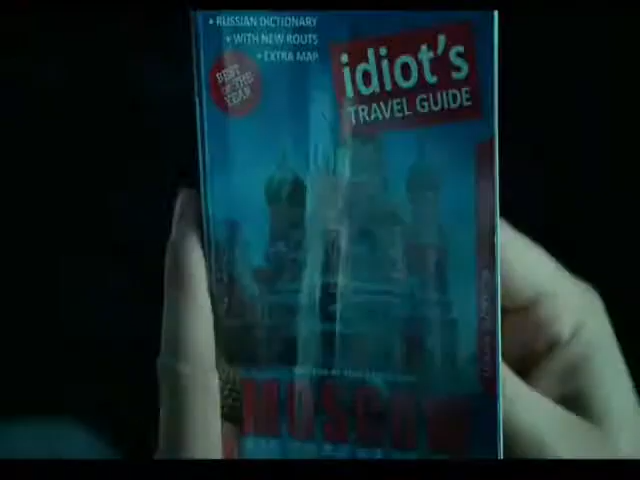 • RUSSIAN DICTIONARY
• WITH NEW ROUTS
• EXTRA MAP
BEST
OF THE
YEAR
idiot's
TRAVEL GUIDE
MOSCOW